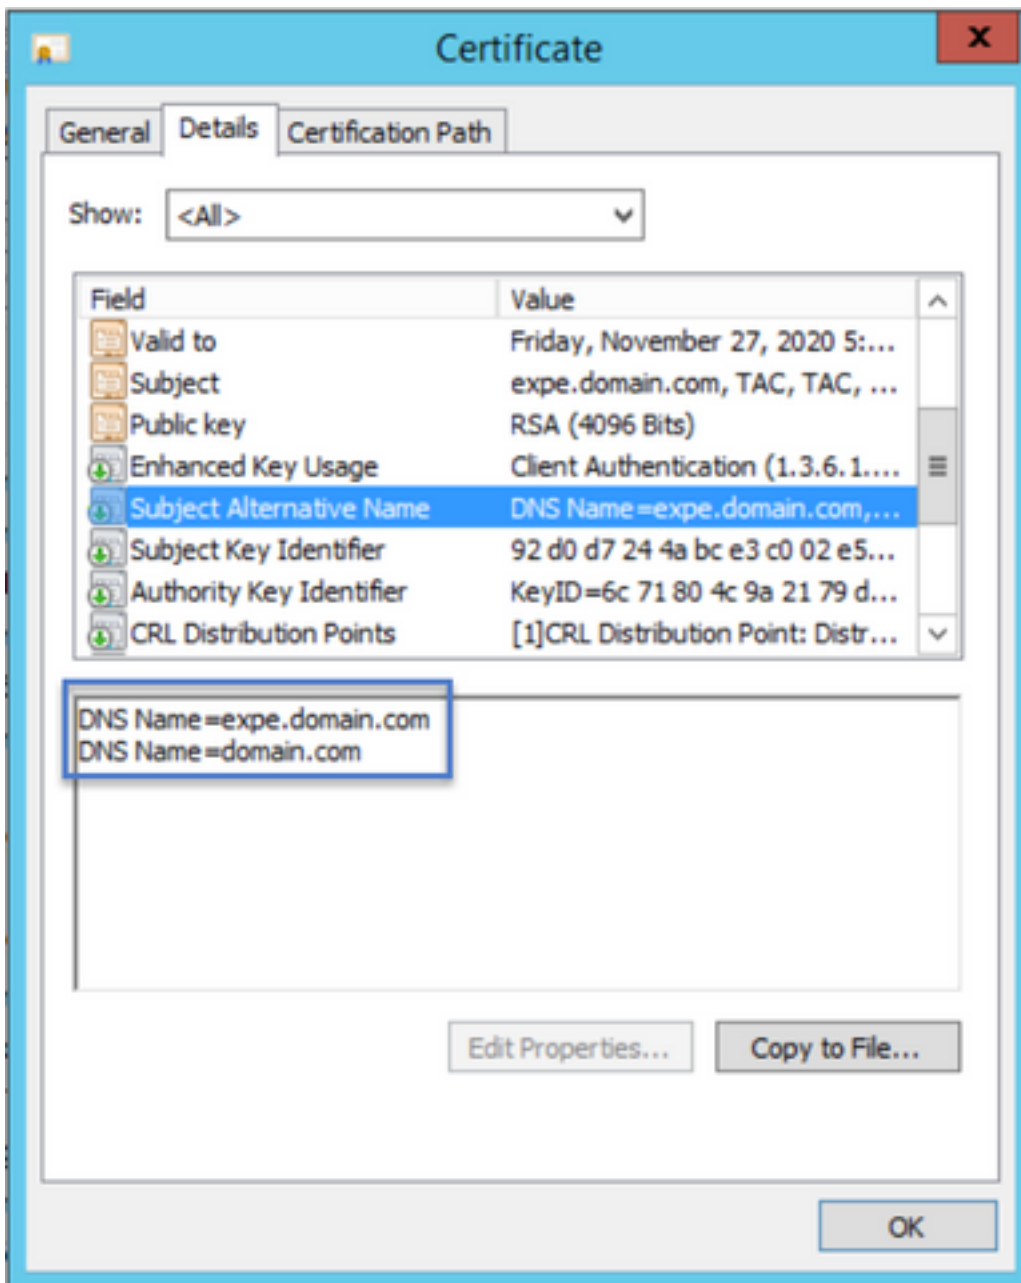 Certificate
x
General Details Certification Path
Show: <All>
Field Value
Valid to Friday, November 27, 2020 5:...
Subject expe.domain.com, TAC, TAC, ...
Public key RSA (4096 Bits)
Enhanced Key Usage Client Authentication (1.3.6.1....
Subject Alternative Name DNS Name=expe.domain.com,...
Subject Key Identifier 92 d0 d7 24 4a bc e3 c0 02 e5...
Authority Key Identifier KeyID=6c 71 80 4c 9a 21 79 d...
CRL Distribution Points [1]CRL Distribution Point: Distr...
DNS Name=expe.domain.com
DNS Name=domain.com
Edit Properties... Copy to File...
OK